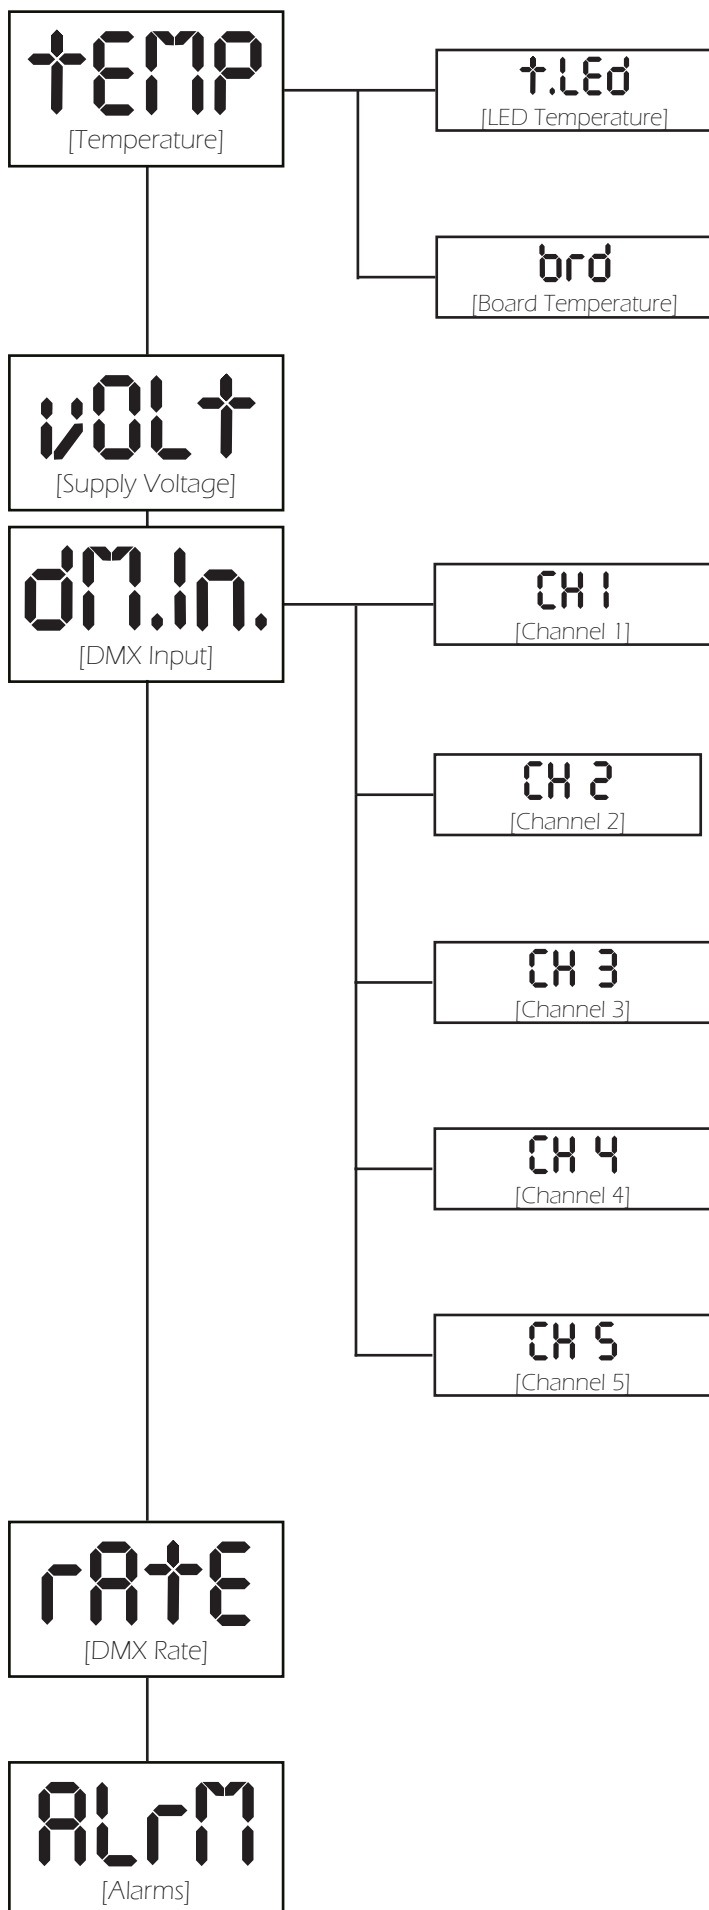 tEMP
[Temperature]
t.LEd
[LED Temperature]
brd
[Board Temperature]
vOLt
[Supply Voltage]
dM.In.
[DMX Input]
CH 1
[Channel 1]
CH 2
[Channel 2]
CH 3
[Channel 3]
CH 4
[Channel 4]
CH 5
[Channel 5]
rAtE
[DMX Rate]
ALrM
[Alarms]